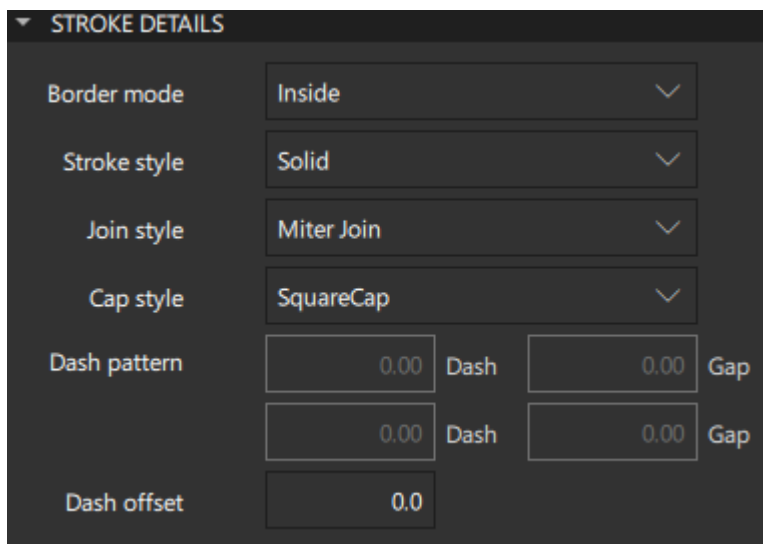 STROKE DETAILS
Border mode Inside
Stroke style Solid
Join style Miter Join
Cap style SquareCap
Dash pattern 0.00 Dash 0.00 Gap
0.00 Dash 0.00 Gap
Dash offset 0.0